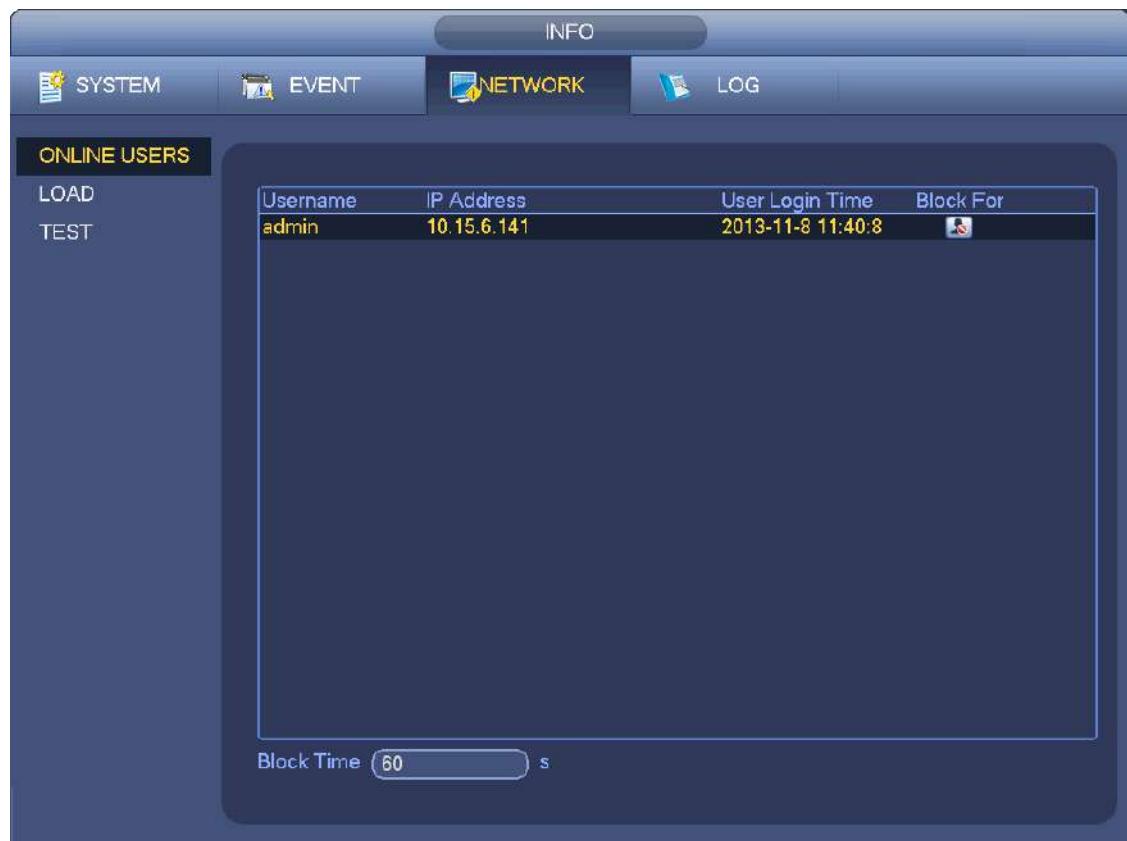 INFO
SYSTEM EVENT NETWORK LOG
ONLINE USERS
LOAD
TEST
Username IP Address User Login Time Block For
admin 10.15.6.141 2013-11-8 11:40:8
Block Time 60 s